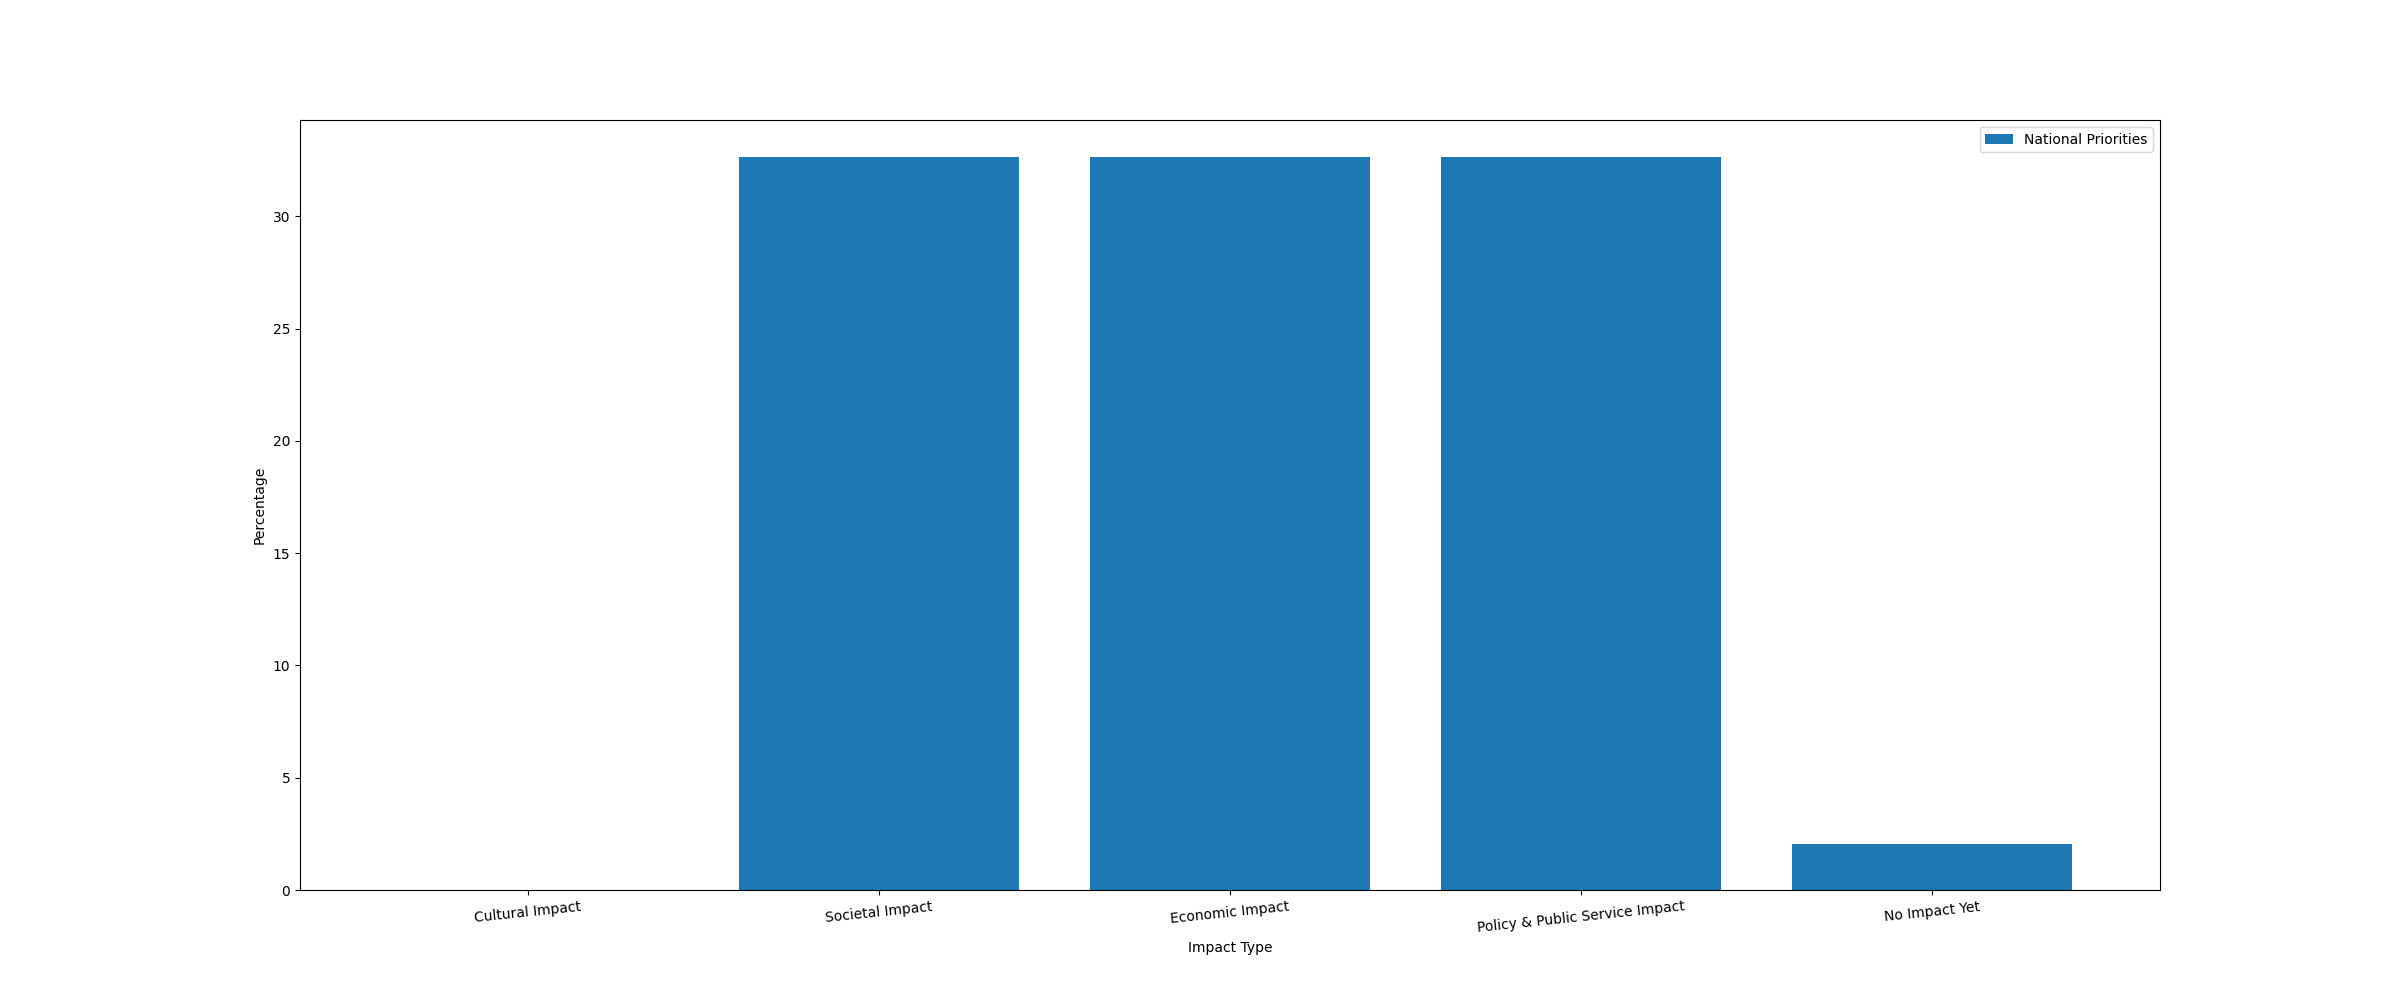 National Priorities
30
25
20
15
10
5
0
Percentage
Cultural Impact
Societal Impact
Economic Impact
Policy & Public Service Impact
No Impact Yet
Impact Type